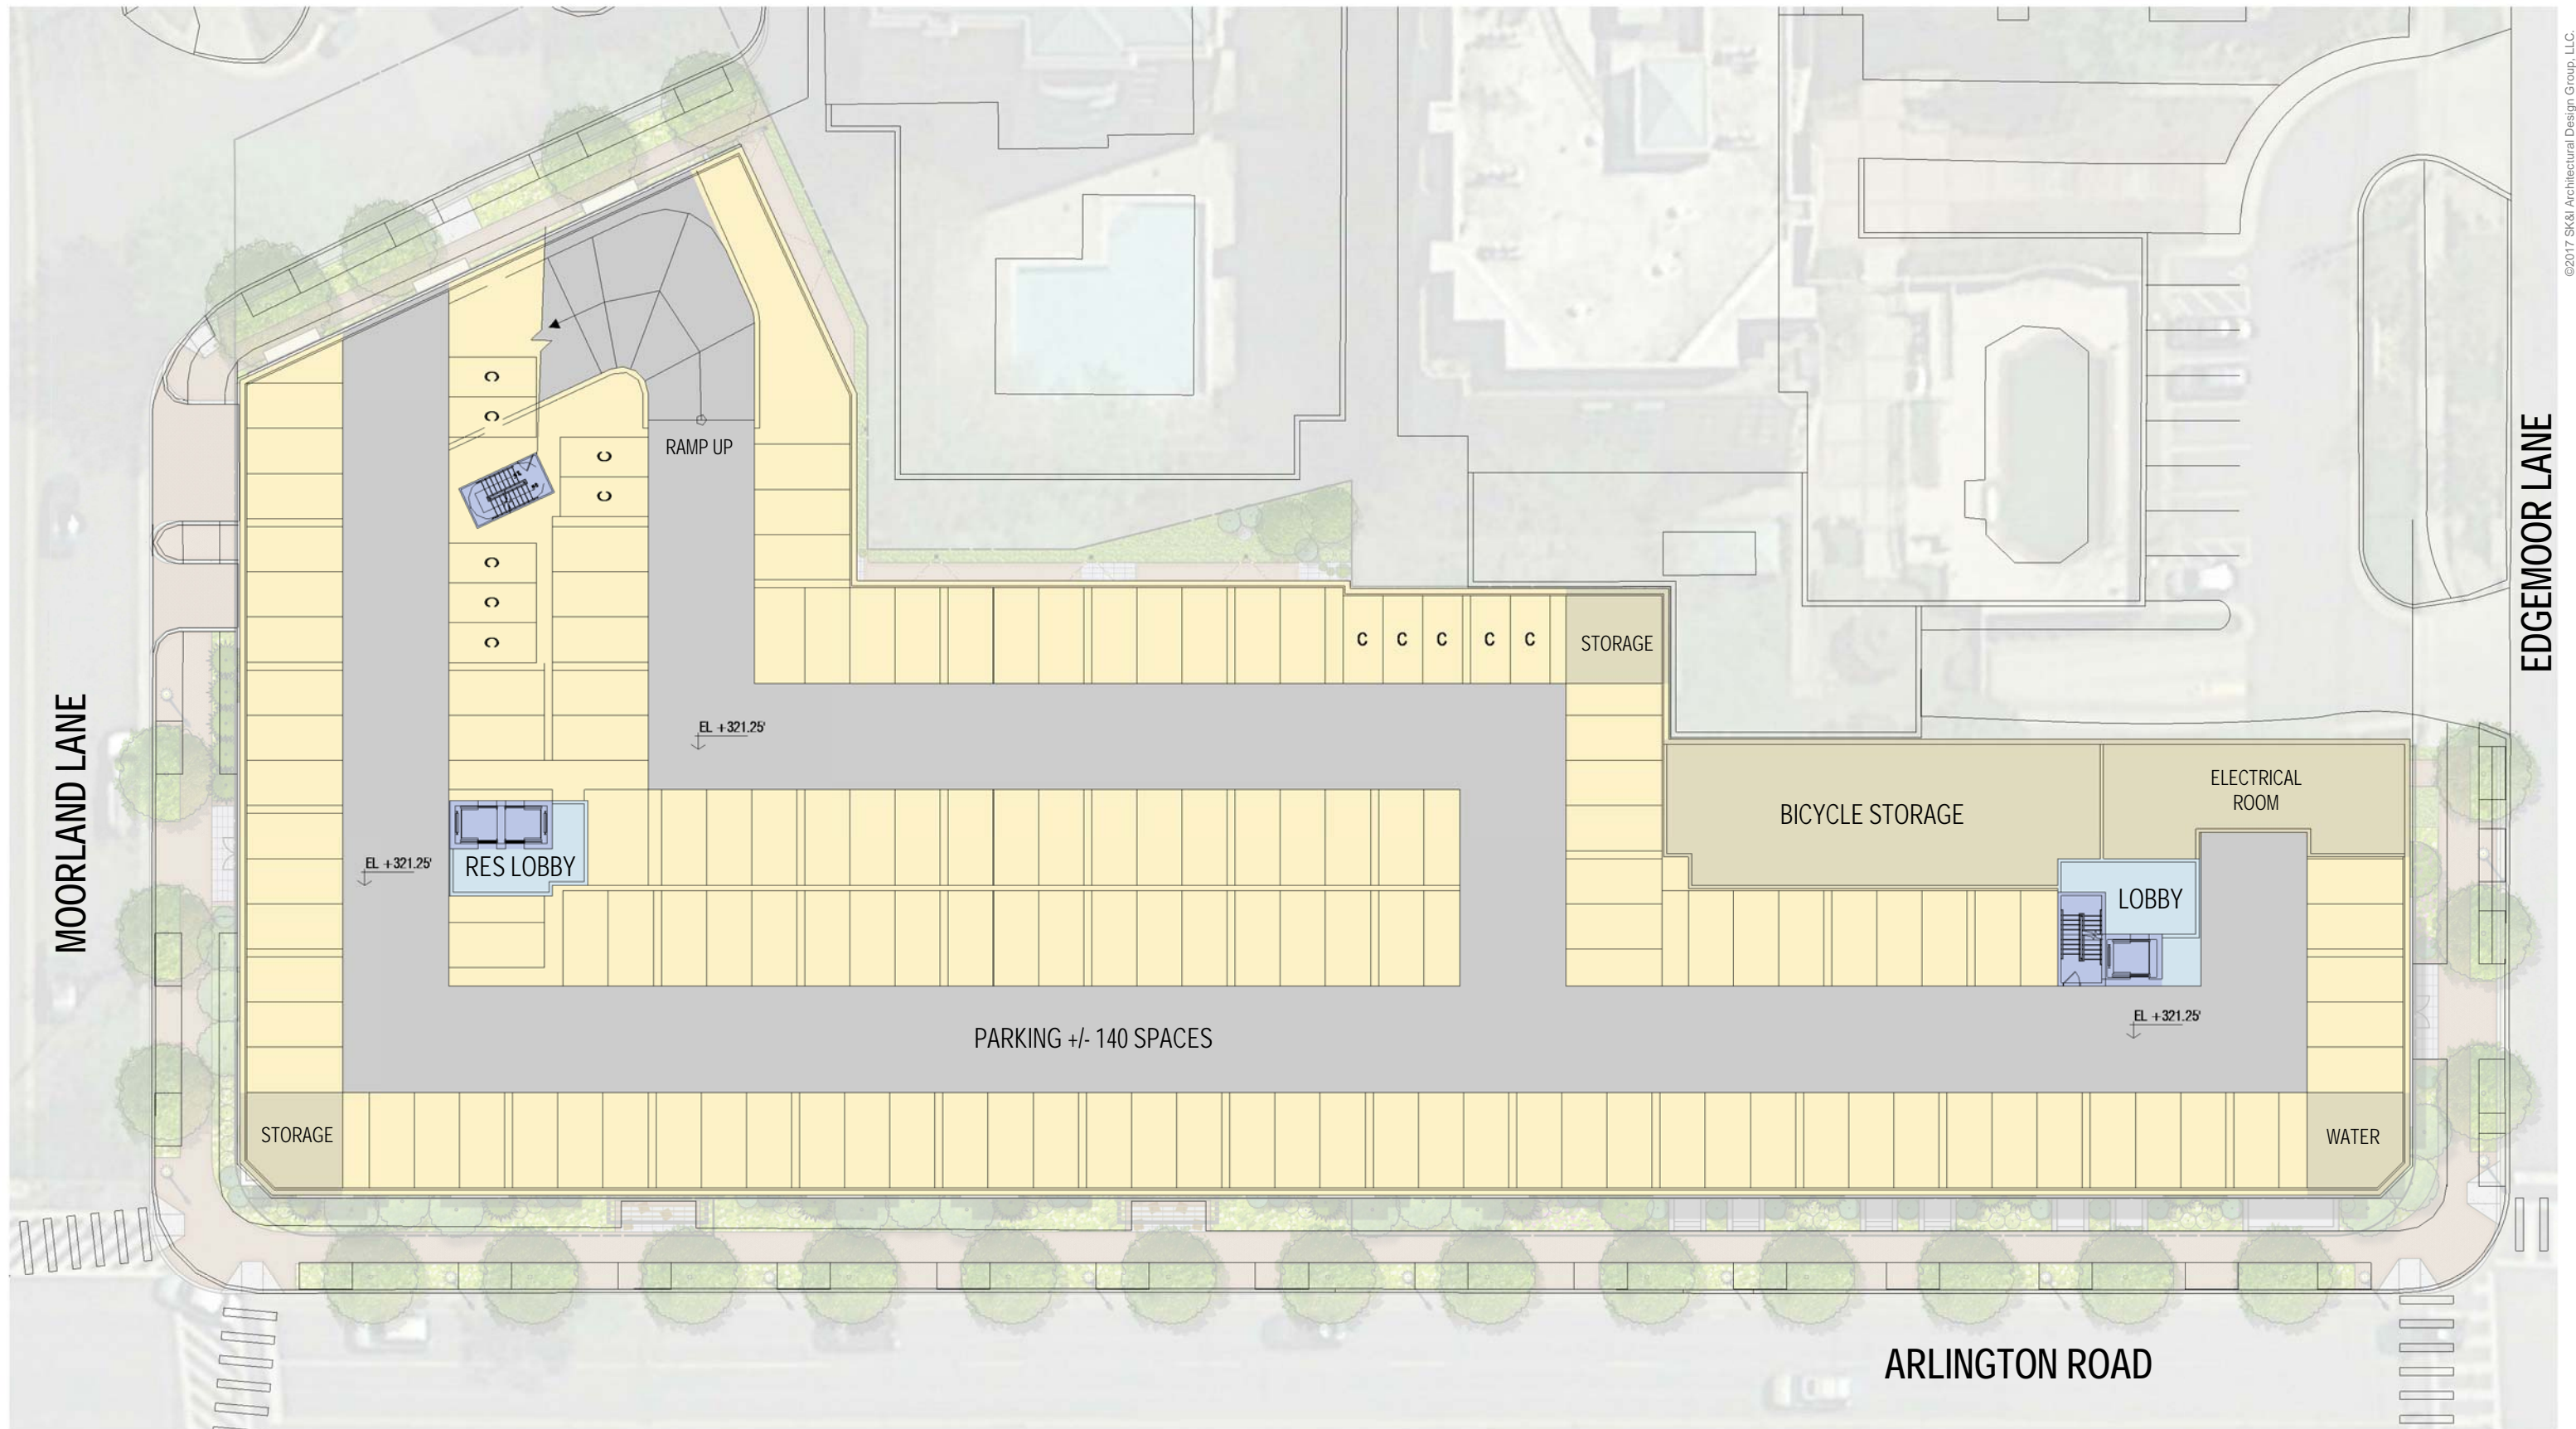 ©2017 SK&I Architectural Design Group, LLC.
C
C
RAMP UP
C
C
C
C
C
C
C
C
C
C
STORAGE
EDGEMOOR LANE
MOORLAND LANE
EL +321.25'
ELECTRICAL
ROOM
BICYCLE STORAGE
EL +321.25'
RES LOBBY
LOBBY
EL +321.25'
PARKING +/- 140 SPACES
STORAGE
WATER
ARLINGTON ROAD